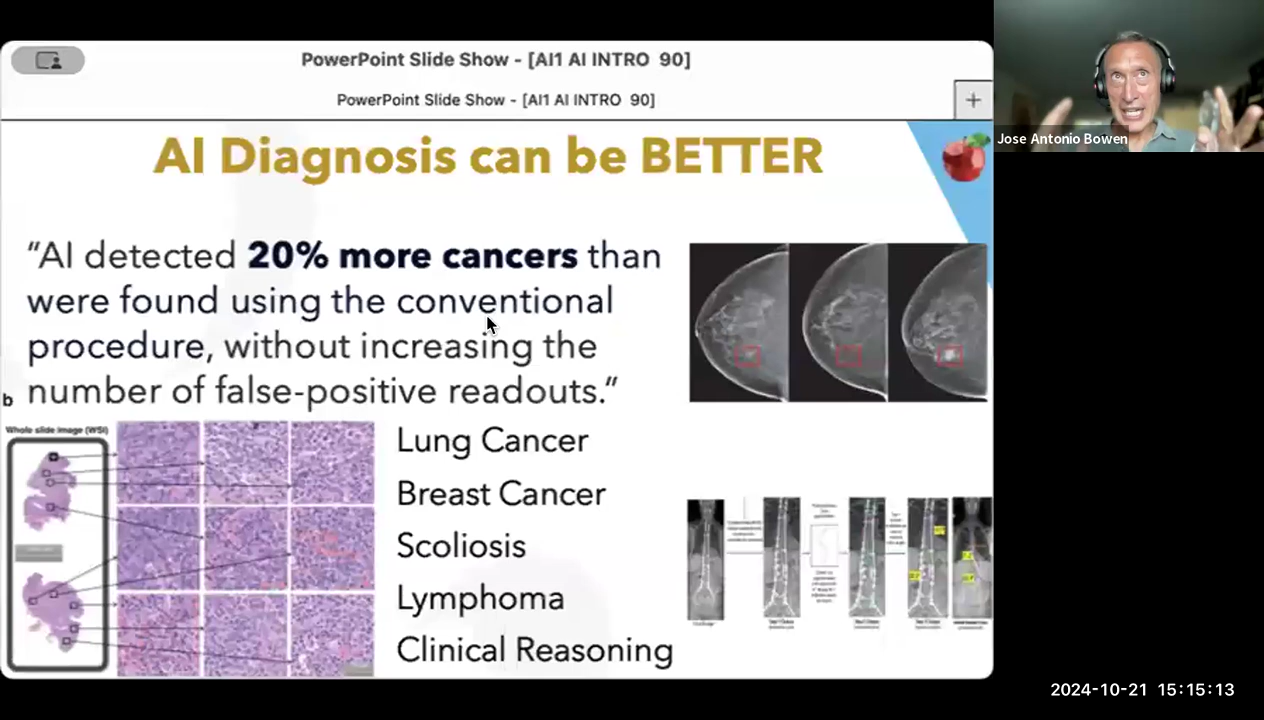 PowerPoint Slide Show - [AI1 AI INTRO 90]
PowerPoint Slide Show - [AI1 AI INTRO 90]
+
AI Diagnosis can be BETTER
Jose Antonio Bowen
“AI detected 20% more cancers than
were found using the conventional
procedure, without increasing the
number of false-positive readouts.”
b
Whole slide image (WSI)
Lung Cancer
Breast Cancer
Scoliosis
Lymphoma
Clinical Reasoning
2024-10-21 15:15:13